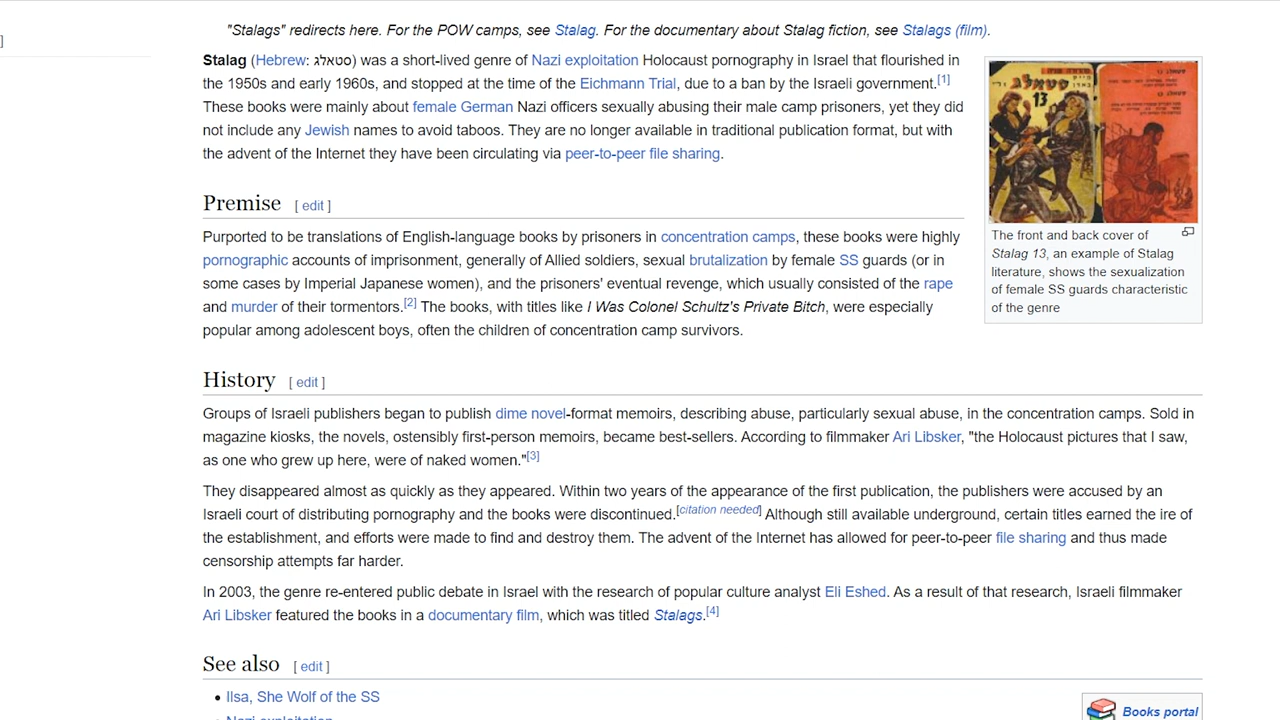 ]
"Stalags" redirects here. For the POW camps, see Stalag. For the documentary about Stalag fiction, see Stalags (film).
Stalag (Hebrew: סטאלג) was a short-lived genre of Nazi exploitation Holocaust pornography in Israel that flourished in
the 1950s and early 1960s, and stopped at the time of the Eichmann Trial, due to a ban by the Israeli government.[1]
These books were mainly about female German Nazi officers sexually abusing their male camp prisoners, yet they did
not include any Jewish names to avoid taboos. They are no longer available in traditional publication format, but with
the advent of the Internet they have been circulating via peer-to-peer file sharing.
סטאלג
13
The front and back cover of
Stalag 13, an example of Stalag
literature, shows the sexualization
of female SS guards characteristic
of the genre
Premise [ edit ]
Purported to be translations of English-language books by prisoners in concentration camps, these books were highly
pornographic accounts of imprisonment, generally of Allied soldiers, sexual brutalization by female SS guards (or in
some cases by Imperial Japanese women), and the prisoners' eventual revenge, which usually consisted of the rape
and murder of their tormentors.[2] The books, with titles like I Was Colonel Schultz's Private Bitch, were especially
popular among adolescent boys, often the children of concentration camp survivors.
History [ edit ]
Groups of Israeli publishers began to publish dime novel-format memoirs, describing abuse, particularly sexual abuse, in the concentration camps. Sold in
magazine kiosks, the novels, ostensibly first-person memoirs, became best-sellers. According to filmmaker Ari Libsker, "the Holocaust pictures that I saw,
as one who grew up here, were of naked women."[3]
They disappeared almost as quickly as they appeared. Within two years of the appearance of the first publication, the publishers were accused by an
Israeli court of distributing pornography and the books were discontinued.[citation needed] Although still available underground, certain titles earned the ire of
the establishment, and efforts were made to find and destroy them. The advent of the Internet has allowed for peer-to-peer file sharing and thus made
censorship attempts far harder.
In 2003, the genre re-entered public debate in Israel with the research of popular culture analyst Eli Eshed. As a result of that research, Israeli filmmaker
Ari Libsker featured the books in a documentary film, which was titled Stalags.[4]
See also [ edit ]
• Ilsa, She Wolf of the SS
• Nazi exploitation
Books portal